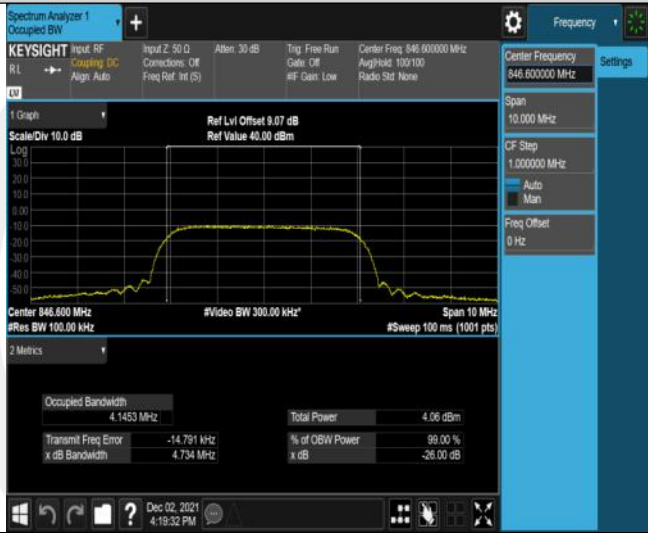 Spectrum Analyzer 1
Occupied BW
+
Frequency
KEYSIGHT
R L
Input: RF
Coupling: DC
Align: Auto
Input Z: 50 Ω
Corrections: Off
Freq Ref: Int (S)
Atten: 30 dB
Trig: Free Run
Gate: Off
#IF Gain: Low
Center Freq: 846.600000 MHz
Avg|Hold: 100/100
Radio Std: None
Center Frequency
846.600000 MHz
Settings
Span
10.000 MHz
CF Step
1.000000 MHz
Auto
Man
Freq Offset
0 Hz
1 Graph
Scale/Div 10.0 dB
Ref Lvl Offset 9.07 dB
Ref Value 40.00 dBm
Log
30.0
20.0
10.0
0.00
-10.0
-20.0
-30.0
-40.0
-50.0
Center 846.600 MHz
#Res BW 100.00 kHz
#Video BW 300.00 kHz*
Span 10 MHz
#Sweep 100 ms (1001 pts)
2 Metrics
Occupied Bandwidth
4.1453 MHz
Total Power 4.06 dBm
Transmit Freq Error -14.791 kHz
% of OBW Power 99.00 %
x dB Bandwidth 4.734 MHz
x dB -26.00 dB
?
Dec 02, 2021
4:19:32 PM